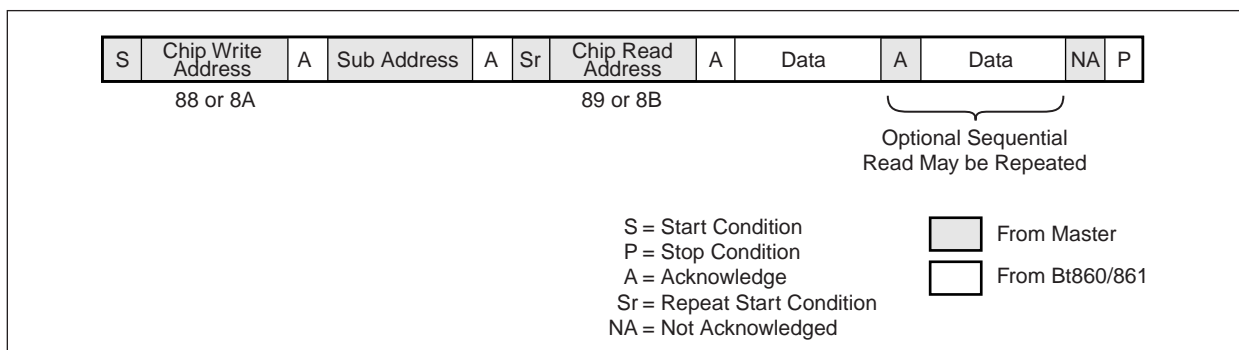 S Chip Write Address A Sub Address A Sr Chip Read Address A Data A Data NA P
88 or 8A 89 or 8B
Optional Sequential
Read May be Repeated
S = Start Condition
P = Stop Condition
A = Acknowledge
Sr = Repeat Start Condition
NA = Not Acknowledged
From Master
From Bt860/861